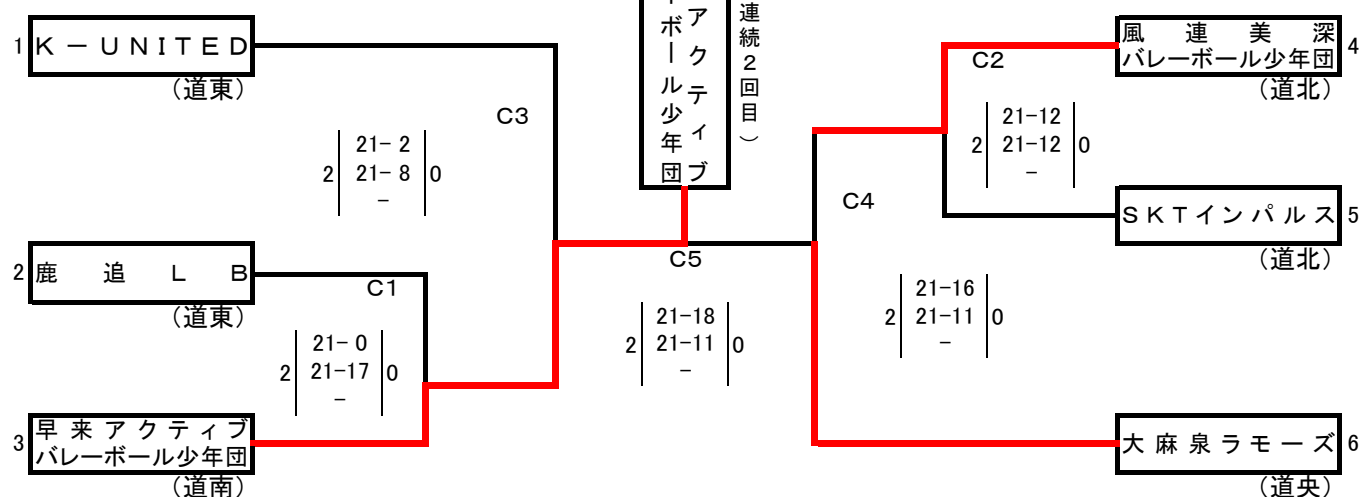 1
K－UNITED
（道東）
C3
21- 2
2 21- 8 0
-
2
鹿追LB
（道東）
C1
21- 0
2 21-17 0
-
3
早来アクティブ
バレーボール少年団
（道南）
アクティブ
ボール少年団
連続２回目）
C5
21-18
2 21-11 0
-
風連美深
バレーボール少年団
4
（道北）
C2
21-12
2 21-12 0
-
SKTインパルス
5
（道北）
C4
21-16
2 21-11 0
-
大麻泉ラモーズ
6
（道央）